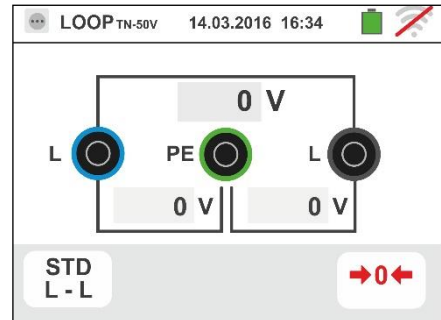 LOOP TN-50V 14.03.2016 16:34
0 V
L PE L
0 V 0 V
STD
L - L
→0←